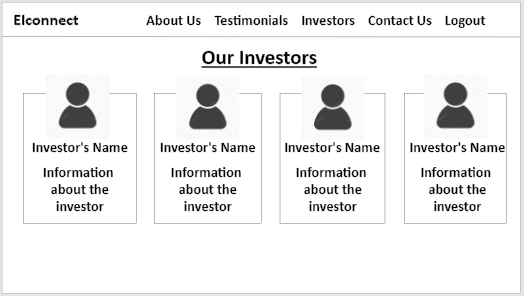 Elconnect About Us Testimonials Investors Contact Us Logout
Our Investors
Investor's Name Investor's Name Investor's Name Investor's Name
Information Information Information Information
about the about the about the about the
investor investor investor investor